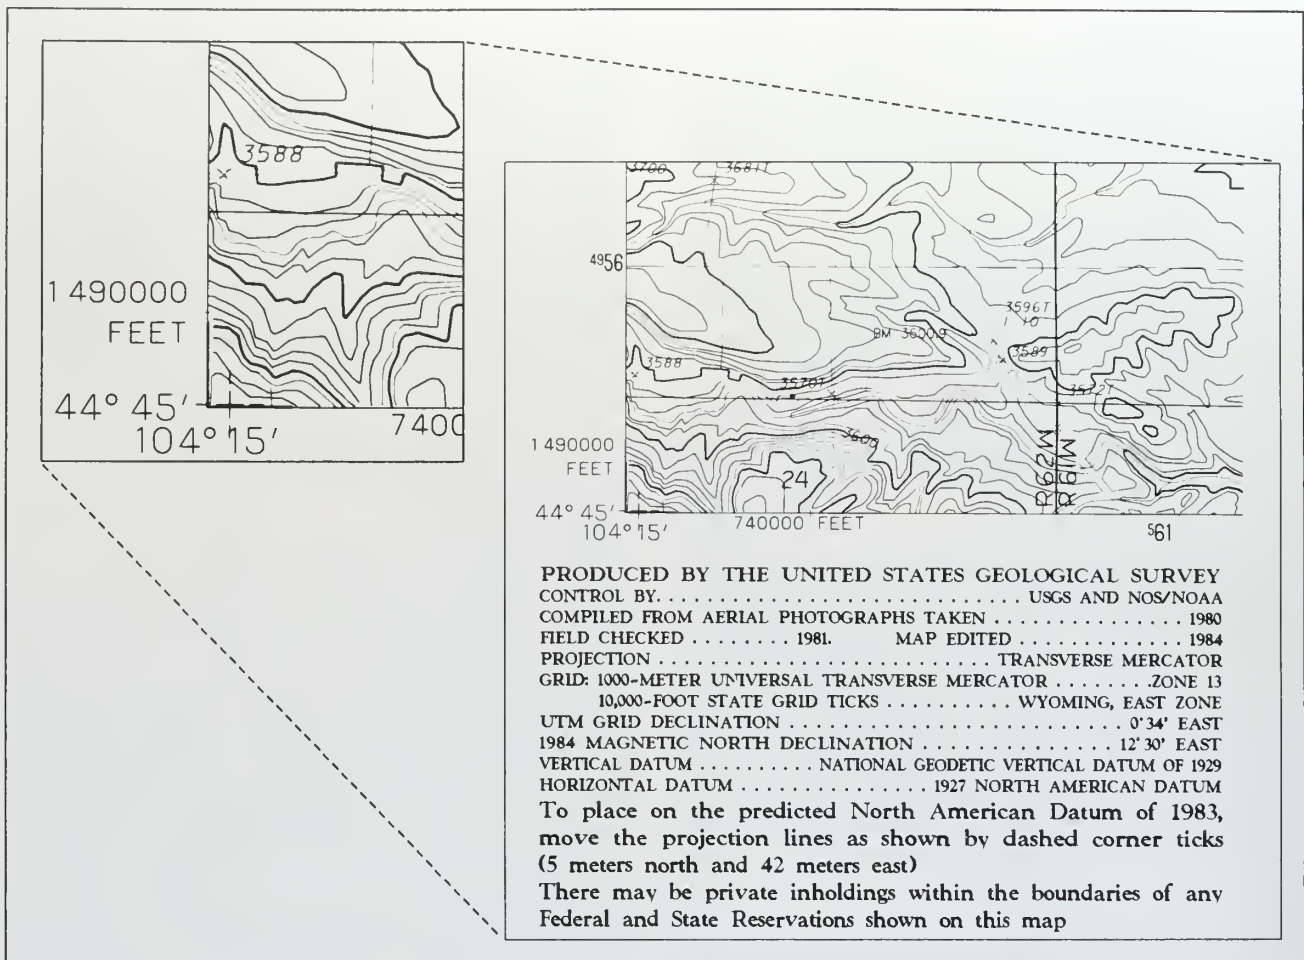 3588
1 490000
FEET
44° 45′
104° 15′
7400
3700
3681T
4956
3596T
BM 3600.9
3589
3588
3570T
3572T
1 490000
FEET
3600
24
R 62 W
R 61 W
44° 45′
104° 15′
740000 FEET
561
PRODUCED BY THE UNITED STATES GEOLOGICAL SURVEY
CONTROL BY. . . . . . . . . . . . . . . . . . . . . . . . . . . . . . USGS AND NOS/NOAA
COMPILED FROM AERIAL PHOTOGRAPHS TAKEN . . . . . . . . . . . . . . . 1980
FIELD CHECKED . . . . . . . . 1981. MAP EDITED . . . . . . . . . . . . . 1984
PROJECTION . . . . . . . . . . . . . . . . . . . . . . . . . . . TRANSVERSE MERCATOR
GRID: 1000-METER UNIVERSAL TRANSVERSE MERCATOR . . . . . . . .ZONE 13
10,000-FOOT STATE GRID TICKS . . . . . . . . . . WYOMING, EAST ZONE
UTM GRID DECLINATION . . . . . . . . . . . . . . . . . . . . . . . . . . . 0°34' EAST
1984 MAGNETIC NORTH DECLINATION . . . . . . . . . . . . . . . 12°30' EAST
VERTICAL DATUM . . . . . . . . . . NATIONAL GEODETIC VERTICAL DATUM OF 1929
HORIZONTAL DATUM . . . . . . . . . . . . . . . 1927 NORTH AMERICAN DATUM
To place on the predicted North American Datum of 1983,
move the projection lines as shown by dashed corner ticks
(5 meters north and 42 meters east)
There may be private inholdings within the boundaries of any
Federal and State Reservations shown on this map